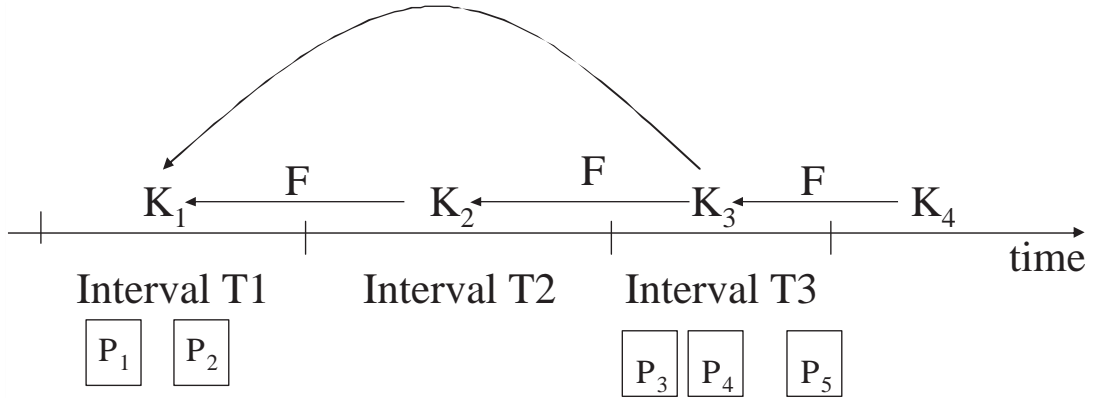 F F F
K₁ K₂ K₃ K₄
time
Interval T1 Interval T2 Interval T3
P₁ P₂ P₃ P₄ P₅